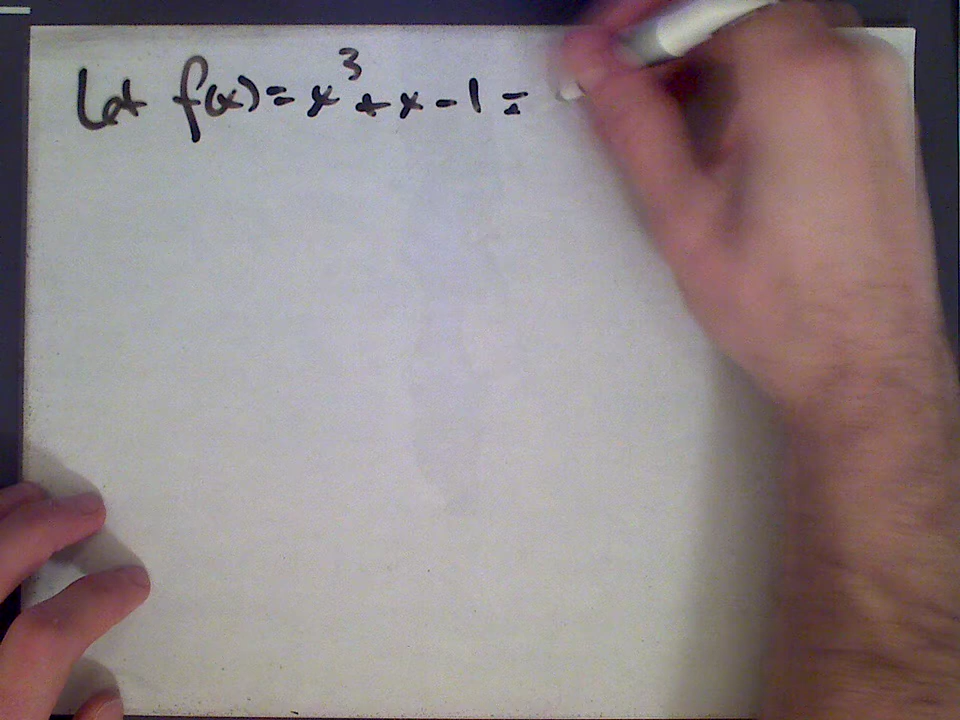 Let f(x) = x³ + x - 1 =